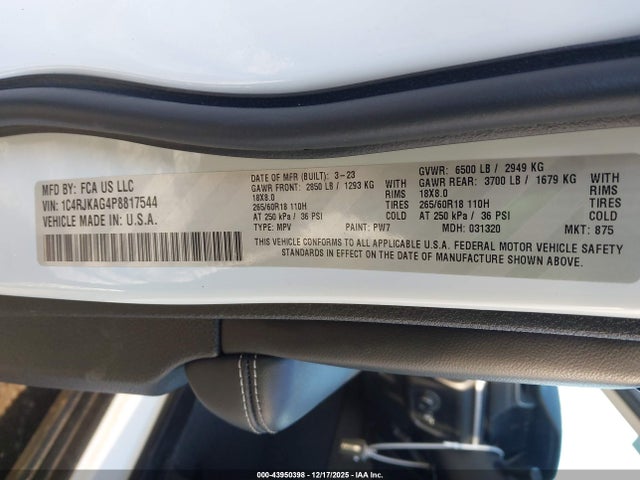 MFD BY: FCA US LLC
VIN: 1C4RJKAG4P8817544
VEHICLE MADE IN: U.S.A.
DATE OF MFR (BUILT): 3-23
GAWR FRONT: 2850 LB / 1293 KG WITH
18X8.0 RIMS
265/60R18 110H TIRES
AT 250 kPa / 36 PSI COLD
TYPE: MPV PAINT: PW7
GVWR: 6500 LB / 2949 KG
GAWR REAR: 3700 LB / 1679 KG WITH
18X8.0 RIMS
265/60R18 110H TIRES
AT 250 kPa / 36 PSI COLD
MDH: 031320 MKT: 875
THIS VEHICLE CONFORMS TO ALL APPLICABLE U.S.A. FEDERAL MOTOR VEHICLE SAFETY
STANDARDS IN EFFECT ON THE DATE OF MANUFACTURE SHOWN ABOVE.
000-43950398 - 12/17/2025 - Copyright © 2025 IAA, Inc. All Rights Reserved.